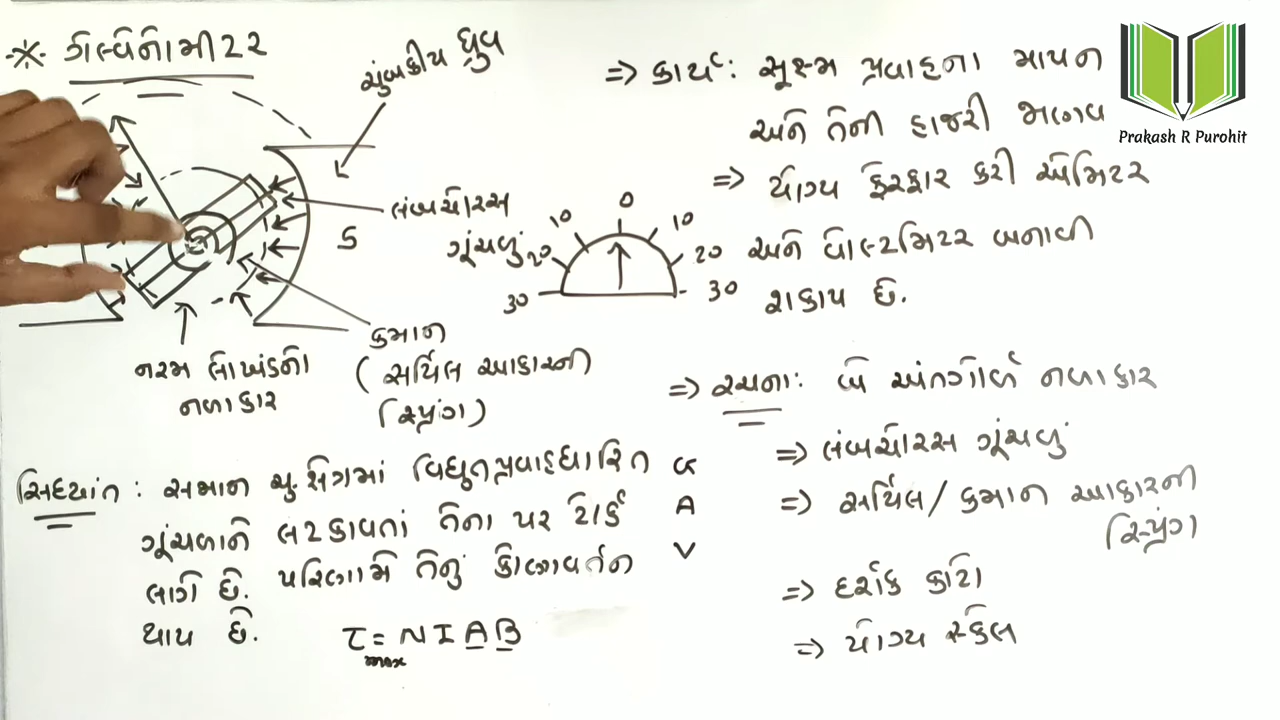 ગેલ્વેનોમીટર
ચુંબકીય ધ્રુવ
લંબચોરસ
ગૂંચળું
S
કમાન
(સર્પિલ આકારની
સ્પ્રિંગ)
નરમ લોખંડનો
નળાકાર
30 20 10 0 10 20 30
સિદ્ધાંત : સમાન ચુ.ક્ષેત્રમાં વિદ્યુતપ્રવાહધારિત
ગૂંચળાને લટકાવતાં તેના પર ટોર્ક
લાગે છે. પરિણામે તેનું કોણાવર્તન
થાય છે.
τmax = NIAB
G
A
V
=> કાર્ય : સૂક્ષ્મ પ્રવાહના માપન
અને તેની હાજરી જાણવા
=> યોગ્ય ફેરફાર કરી એમિટર
અને વોલ્ટમિટર બનાવી
શકાય છે.
=> રચના : બે અંતર્ગોળ નળાકાર
=> લંબચોરસ ગૂંચળું
=> સર્પિલ/કમાન આકારની
સ્પ્રિંગ
=> દર્શક કાંટો
=> યોગ્ય સ્કેલ
Prakash R Purohit